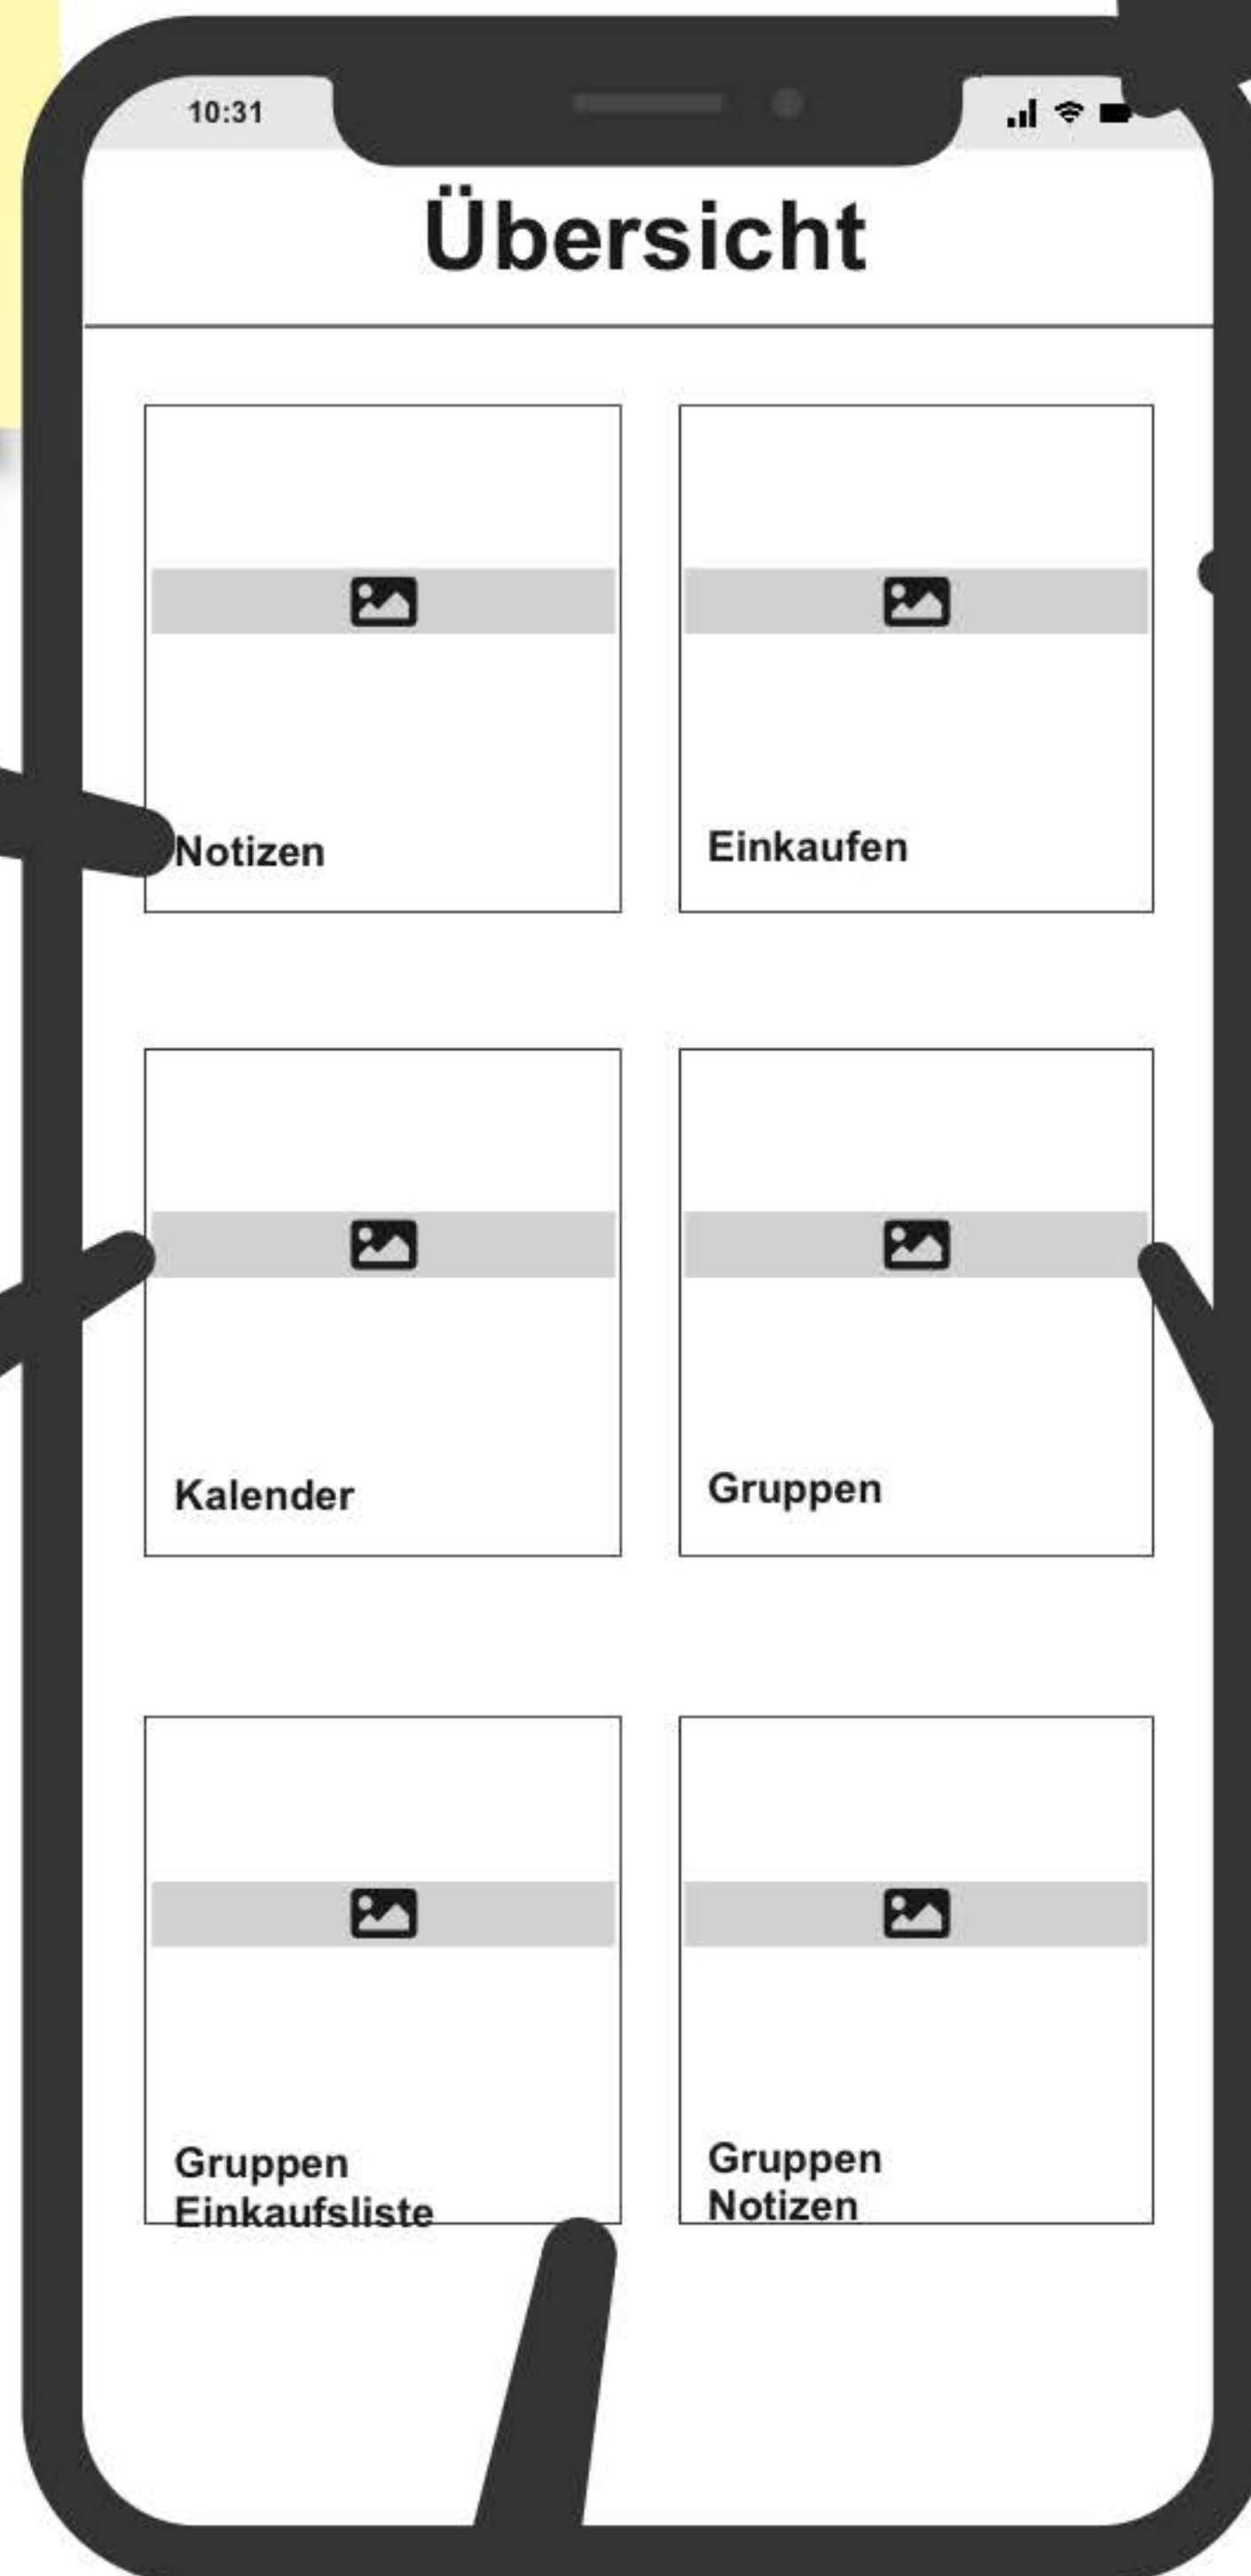 10:31
Übersicht
Notizen
Einkaufen
Kalender
Gruppen
Gruppen
Einkaufsliste
Gruppen
Notizen